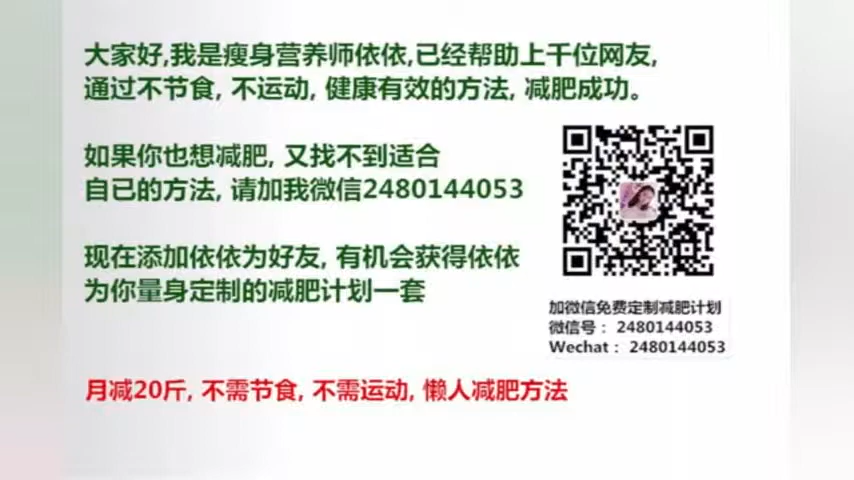 大家好,我是瘦身营养师依依,已经帮助上千位网友,
通过不节食, 不运动, 健康有效的方法, 减肥成功。
如果你也想减肥, 又找不到适合
自已的方法, 请加我微信2480144053
现在添加依依为好友, 有机会获得依依
为你量身定制的减肥计划一套
加微信免费定制减肥计划
微信号： 2480144053
Wechat： 2480144053
月减20斤, 不需节食, 不需运动, 懒人减肥方法